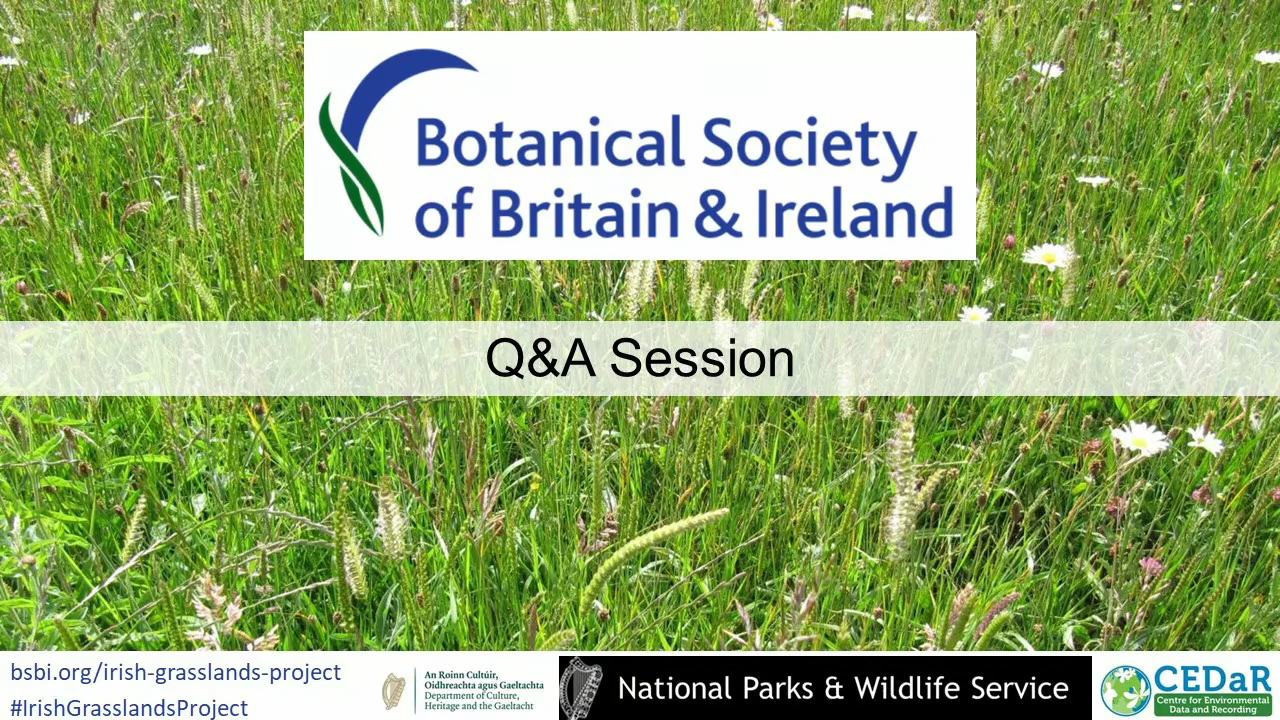 Botanical Society
of Britain & Ireland
Q&A Session
bsbi.org/irish-grasslands-project
#IrishGrasslandsProject
An Roinn Cultúir,
Oidhreachta agus Gaeltachta
Department of Culture,
Heritage and the Gaeltacht
National Parks & Wildlife Service
CEDaR
Centre for Environmental
Data and Recording